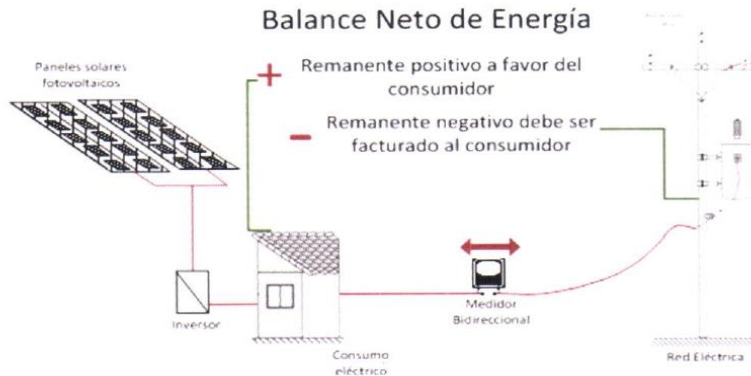 Balance Neto de Energía
Paneles solares
fotovoltaicos
+ Remanente positivo a favor del
consumidor
- Remanente negativo debe ser
facturado al consumidor
Inversor
Consumo
eléctrico
Medidor
Bidireccional
Red Eléctrica